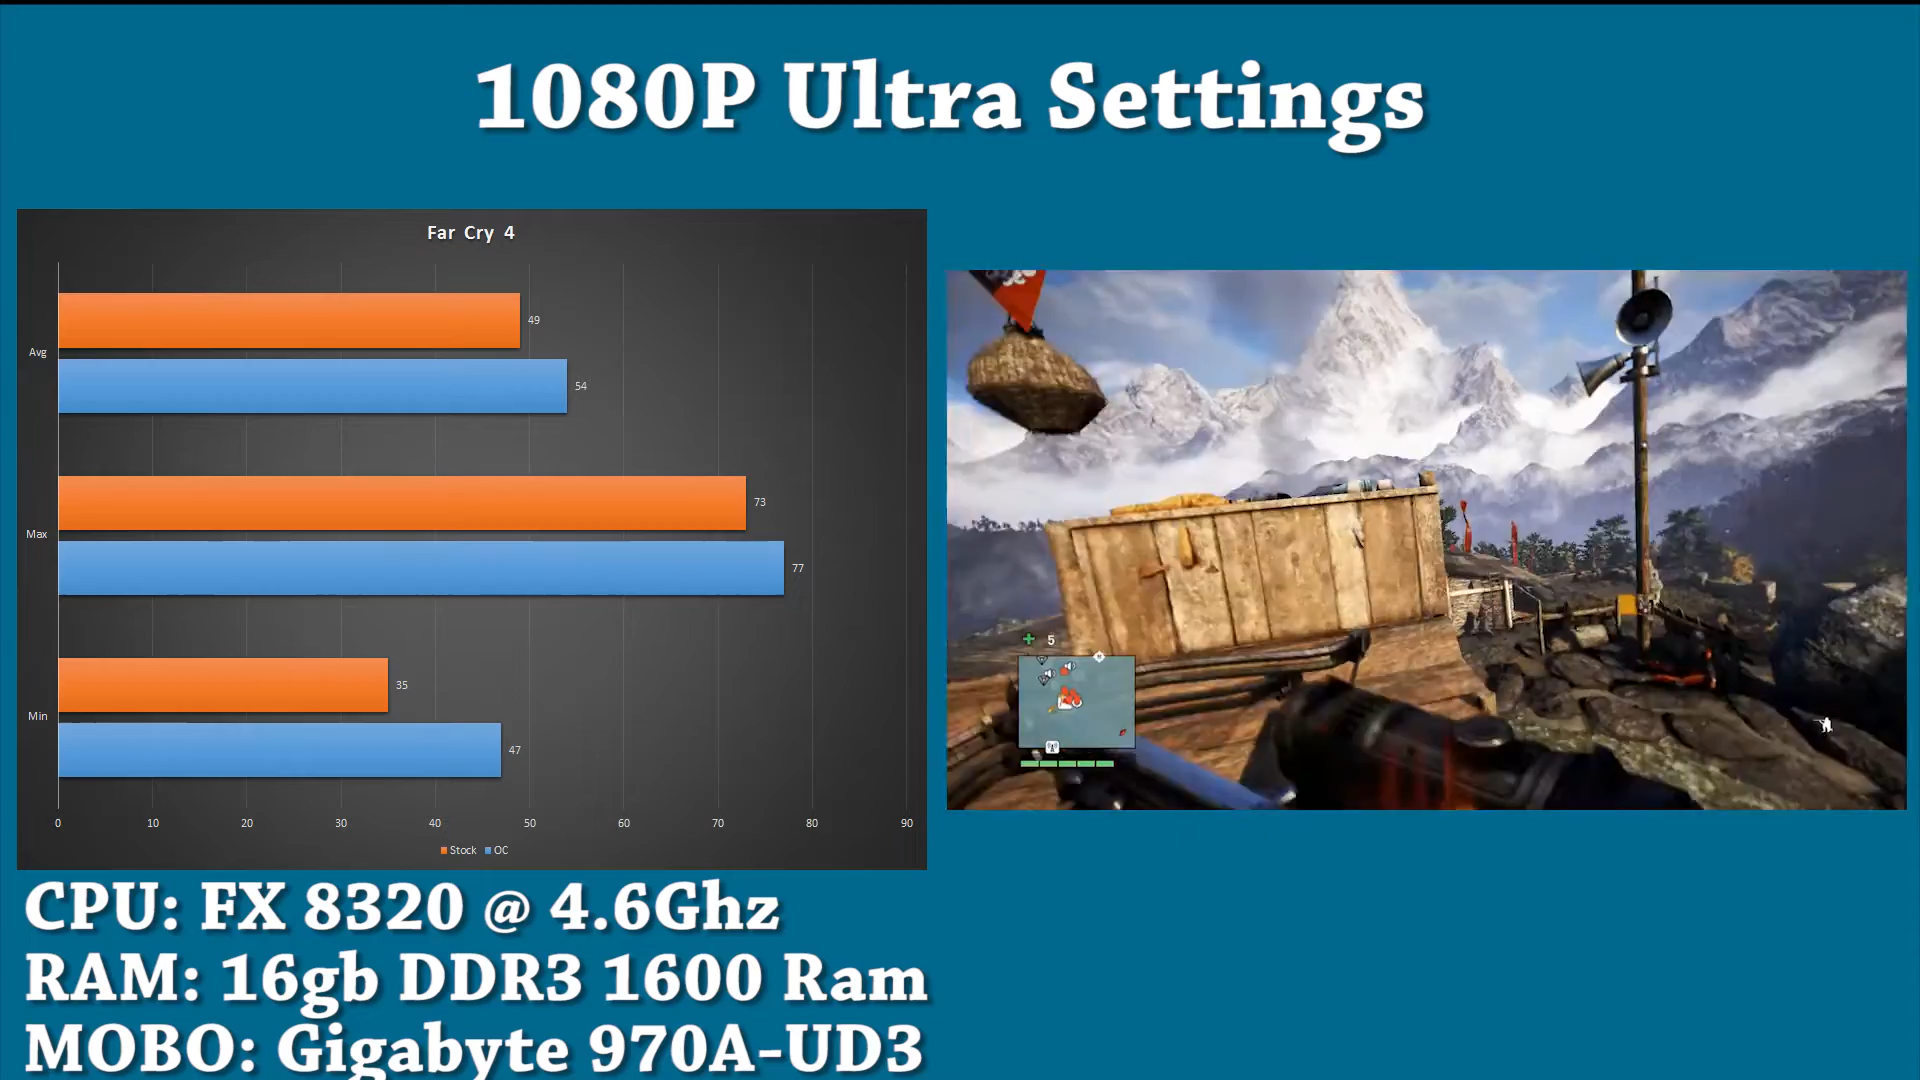 1080P Ultra Settings
Far Cry 4
Avg
49
54
Max
73
77
Min
35
47
0 10 20 30 40 50 60 70 80 90
Stock OC
5
CPU: FX 8320 @ 4.6Ghz
RAM: 16gb DDR3 1600 Ram
MOBO: Gigabyte 970A-UD3